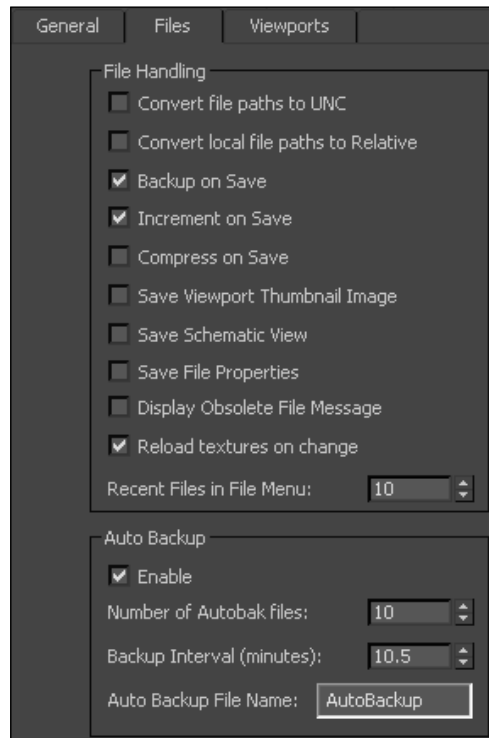 General Files Viewports
File Handling
Convert file paths to UNC
Convert local file paths to Relative
Backup on Save
Increment on Save
Compress on Save
Save Viewport Thumbnail Image
Save Schematic View
Save File Properties
Display Obsolete File Message
Reload textures on change
Recent Files in File Menu: 10
Auto Backup
Enable
Number of Autobak files: 10
Backup Interval (minutes): 10.5
Auto Backup File Name: AutoBackup